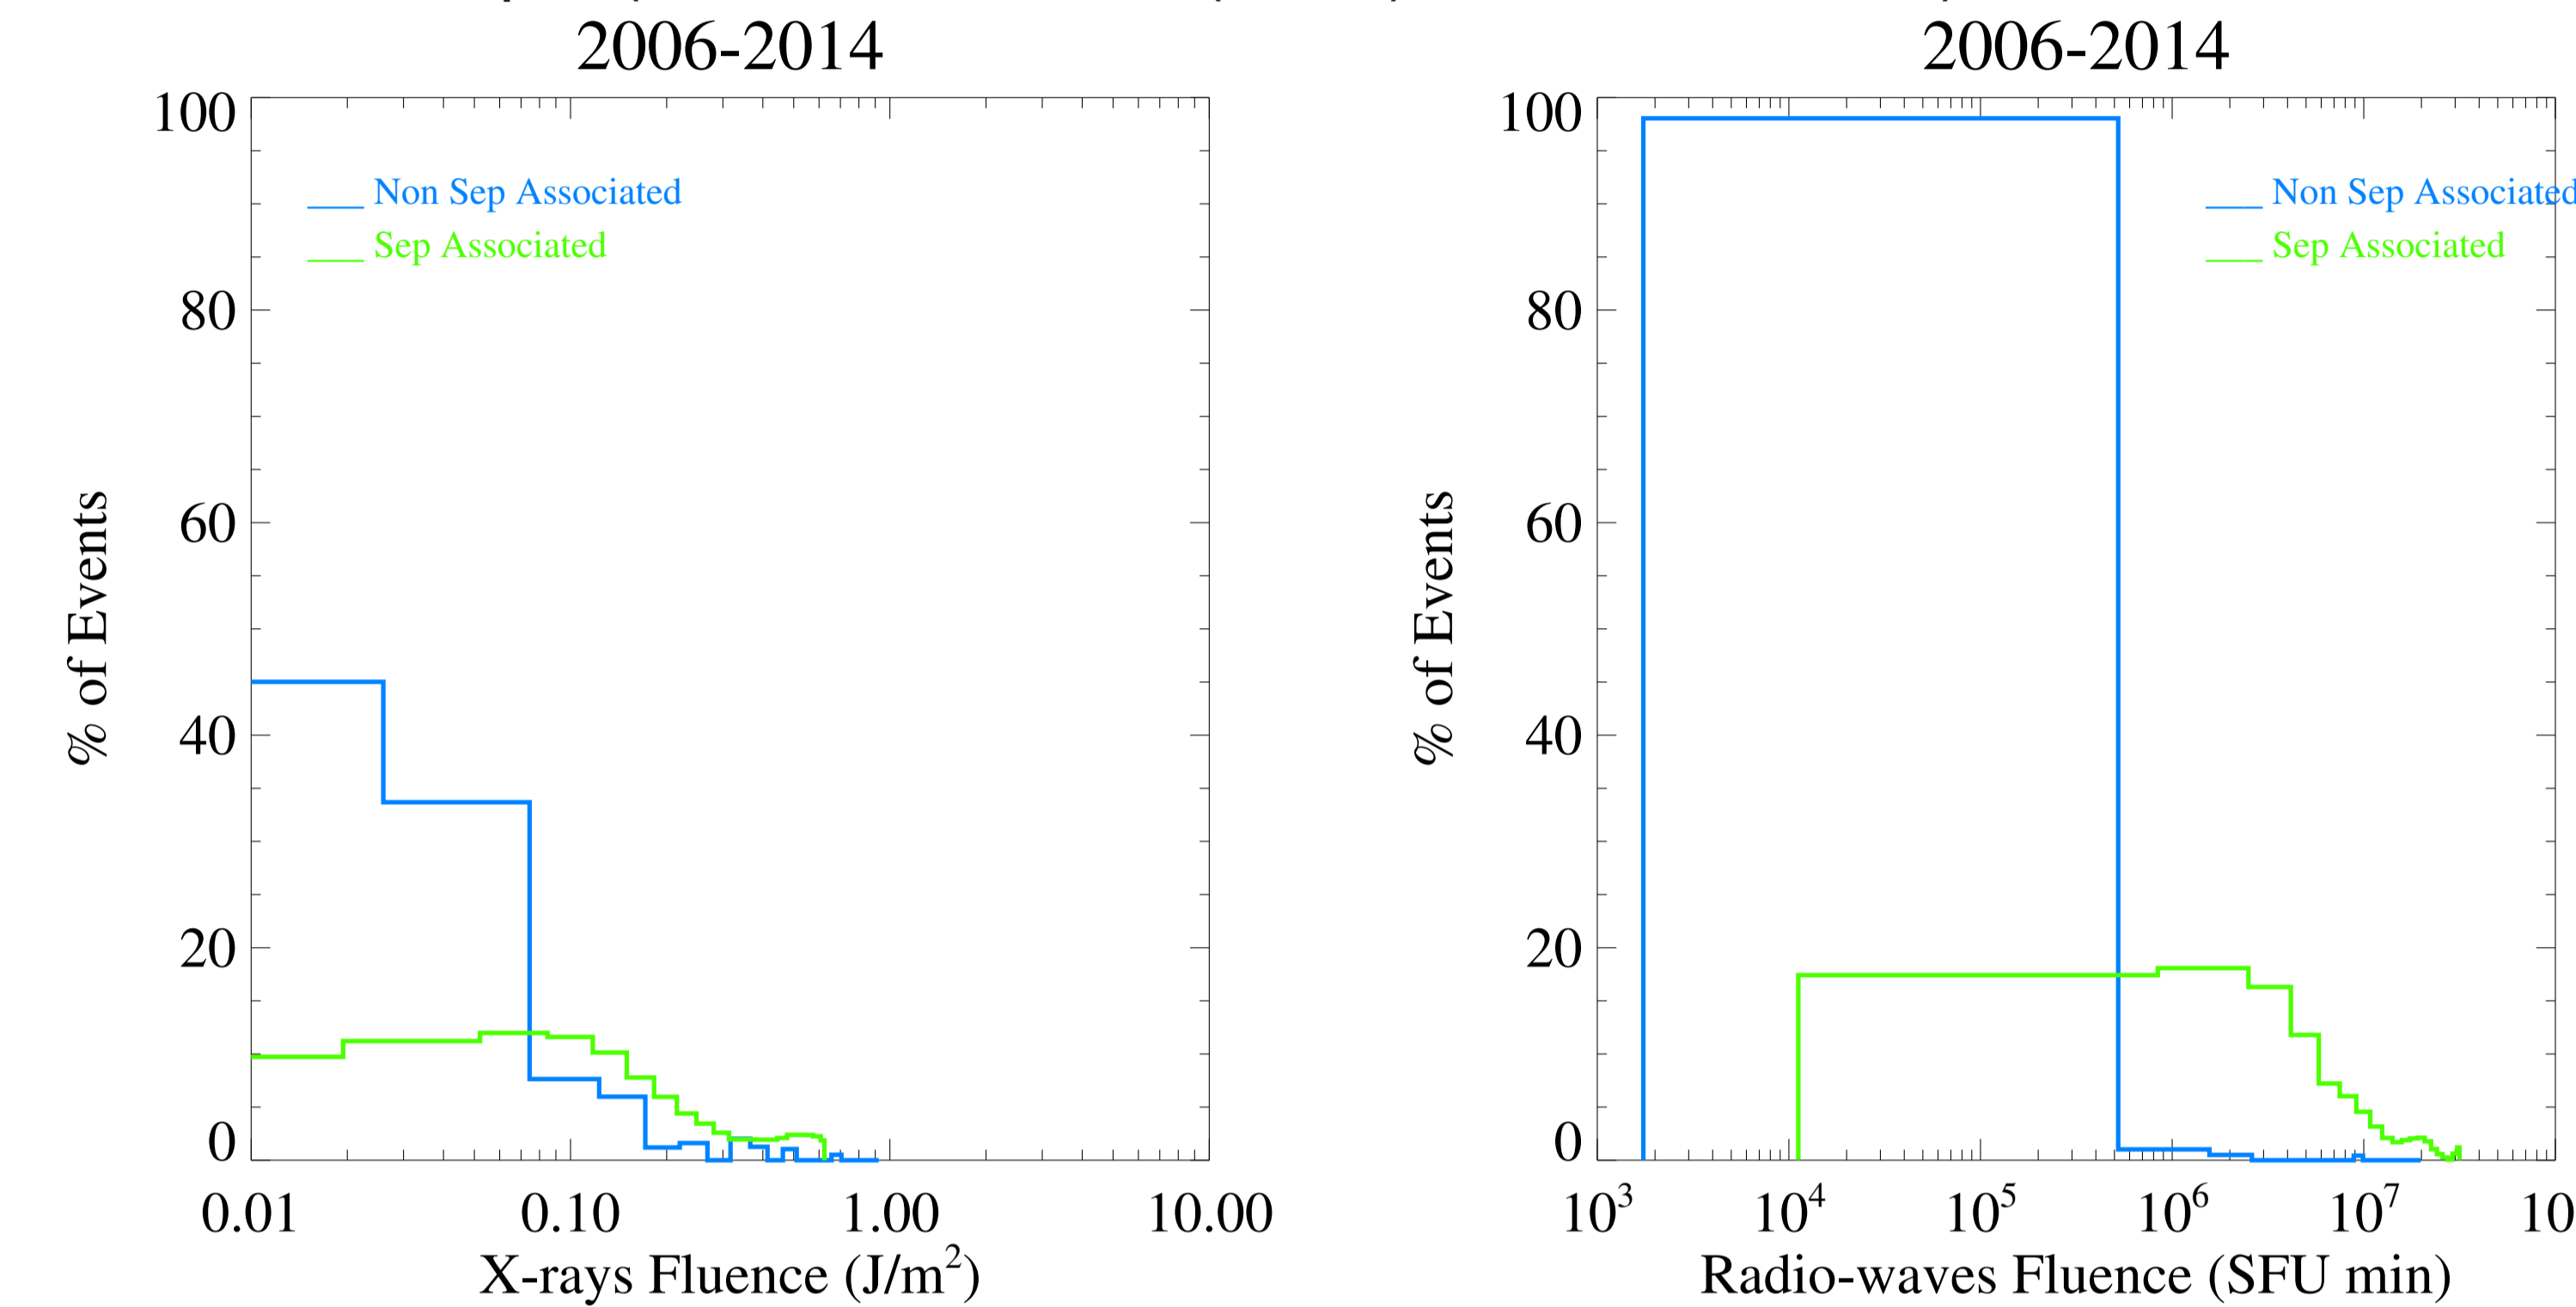 2006-2014
100
80
60
40
20
0
% of Events
Non Sep Associated
Sep Associated
0.01 0.10 1.00 10.00
X-rays Fluence (J/m²)
2006-2014
100
80
60
40
20
0
% of Events
Non Sep Associated
Sep Associated
10³ 10⁴ 10⁵ 10⁶ 10⁷ 10
Radio-waves Fluence (SFU min)